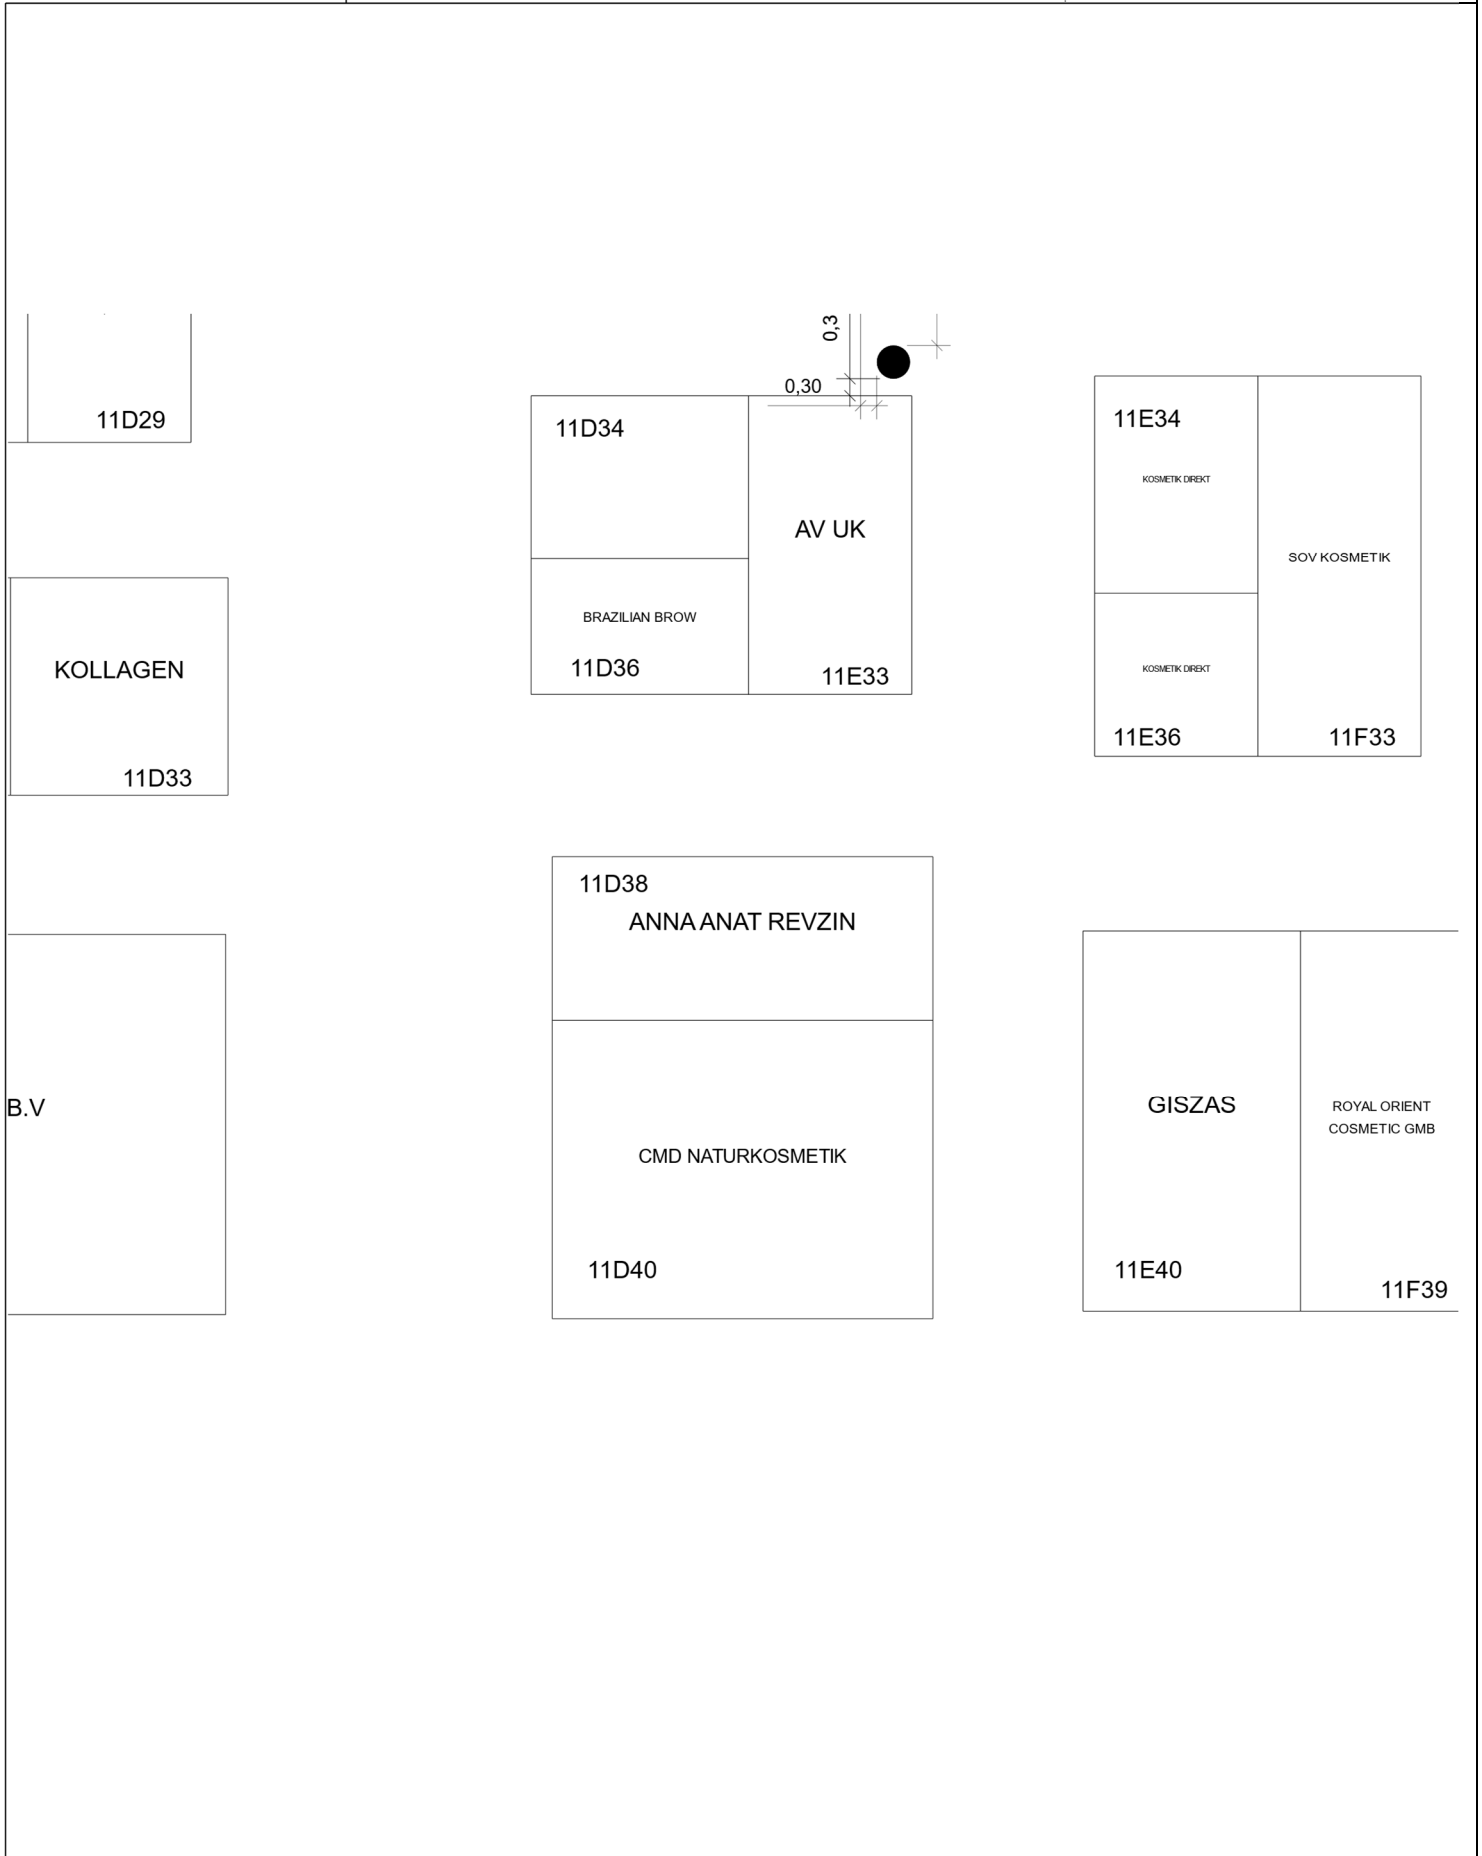 0,3
0,30
11D29
11D34
11E34
KOSMETIK DIREKT
AV UK
SOV KOSMETIK
BRAZILIAN BROW
11D36
11E33
KOLLAGEN
KOSMETIK DIREKT
11E36
11F33
11D33
11D38
ANNA ANAT REVZIN
B.V
GISZAS
ROYAL ORIENT
COSMETIC GMB
CMD NATURKOSMETIK
11D40
11E40
11F39